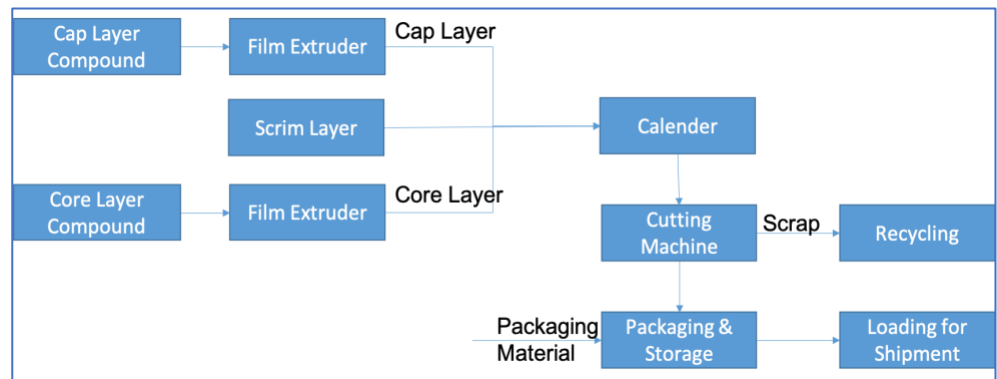 Cap Layer
Compound
Film Extruder
Cap Layer
Scrim Layer
Calender
Core Layer
Compound
Film Extruder
Core Layer
Cutting
Machine
Scrap
Recycling
Packaging
Material
Packaging &
Storage
Loading for
Shipment